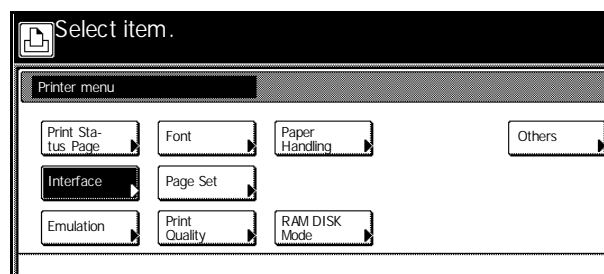 Select item.
Printer menu
Print Sta-
tus Page
Font
Paper
Handling
Others
Interface
Page Set
Emulation
Print
Quality
RAM DISK
Mode